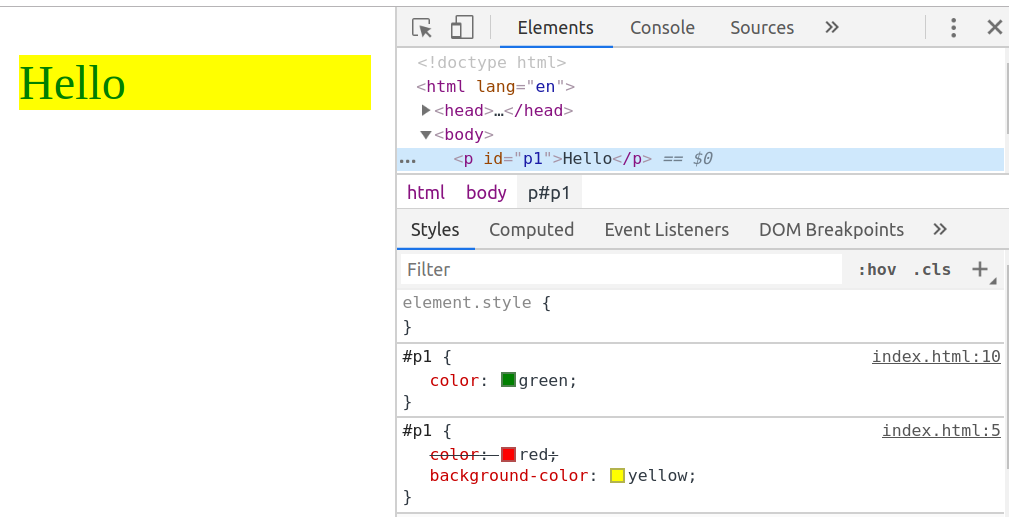 Hello
Elements Console Sources »
<!doctype html>
<html lang="en">
▶<head>…</head>
▼<body>
... <p id="p1">Hello</p> == $0
html body p#p1
Styles Computed Event Listeners DOM Breakpoints »
Filter :hov .cls +
element.style {
}
#p1 { index.html:10
color: green;
}
#p1 { index.html:5
color: red;
background-color: yellow;
}